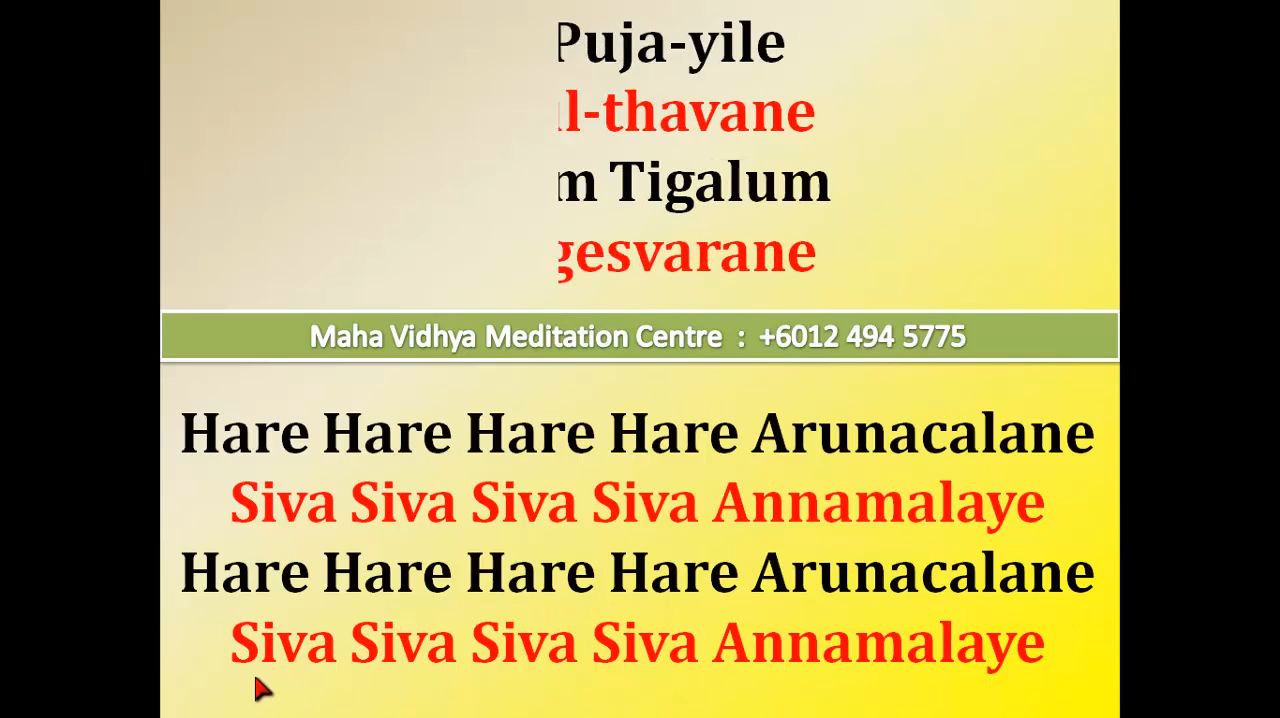 Puja-yile
l-thavane
m Tigalum
gesvarane
Maha Vidhya Meditation Centre : +6012 494 5775
Hare Hare Hare Hare Arunacalane
Siva Siva Siva Siva Annamalaye
Hare Hare Hare Hare Arunacalane
Siva Siva Siva Siva Annamalaye